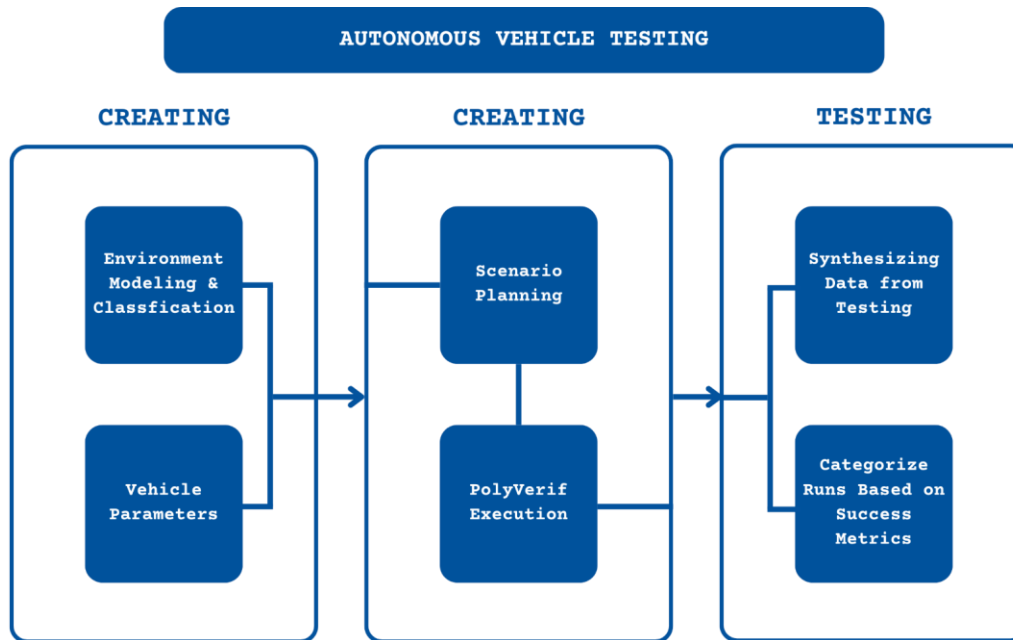 AUTONOMOUS VEHICLE TESTING
CREATING
Environment
Modeling &
Classfication
Vehicle
Parameters
CREATING
Scenario
Planning
PolyVerif
Execution
TESTING
Synthesizing
Data from
Testing
Categorize
Runs Based on
Success
Metrics